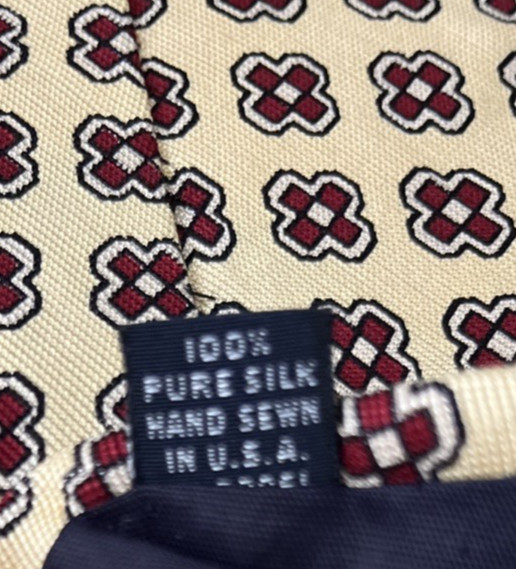 100%
PURE SILK
HAND SEWN
IN U.S.A.